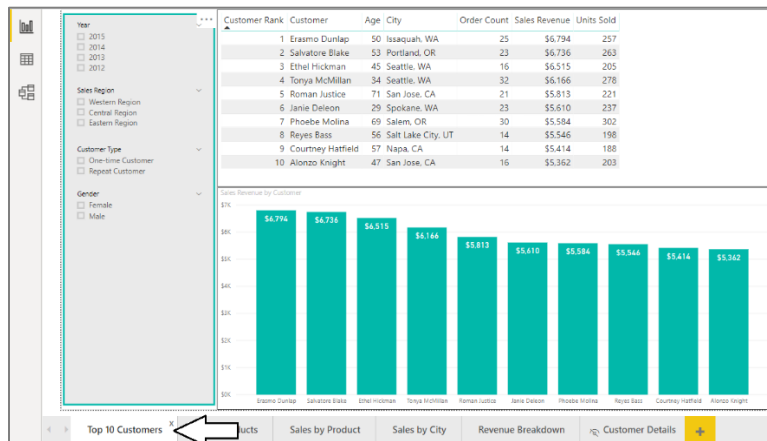 Year
2015
2014
2013
2012
Sales Region
Western Region
Central Region
Eastern Region
Customer Type
One-time Customer
Repeat Customer
Gender
Female
Male
Customer Rank Customer Age City Order Count Sales Revenue Units Sold
1 Erasmo Dunlap 50 Issaquah, WA 25 $6,794 257
2 Salvatore Blake 53 Portland, OR 23 $6,736 263
3 Ethel Hickman 45 Seattle, WA 16 $6,515 205
4 Tonya McMillan 34 Seattle, WA 32 $6,166 278
5 Roman Justice 71 San Jose, CA 21 $5,813 221
6 Janie Deleon 29 Spokane, WA 23 $5,610 237
7 Phoebe Molina 69 Salem, OR 30 $5,584 302
8 Reyes Bass 56 Salt Lake City, UT 14 $5,546 198
9 Courtney Hatfield 57 Napa, CA 14 $5,414 188
10 Alonzo Knight 47 San Jose, CA 16 $5,362 203
Sales Revenue by Customer
$7K
$6K
$5K
$4K
$3K
$2K
$1K
$0K
$6,794 $6,736 $6,515 $6,166 $5,813 $5,610 $5,584 $5,546 $5,414 $5,362
Erasmo Dunlap Salvatore Blake Ethel Hickman Tonya McMillan Roman Justice Janie Deleon Phoebe Molina Reyes Bass Courtney Hatfield Alonzo Knight
Top 10 Customers x ducts Sales by Product Sales by City Revenue Breakdown Customer Details +